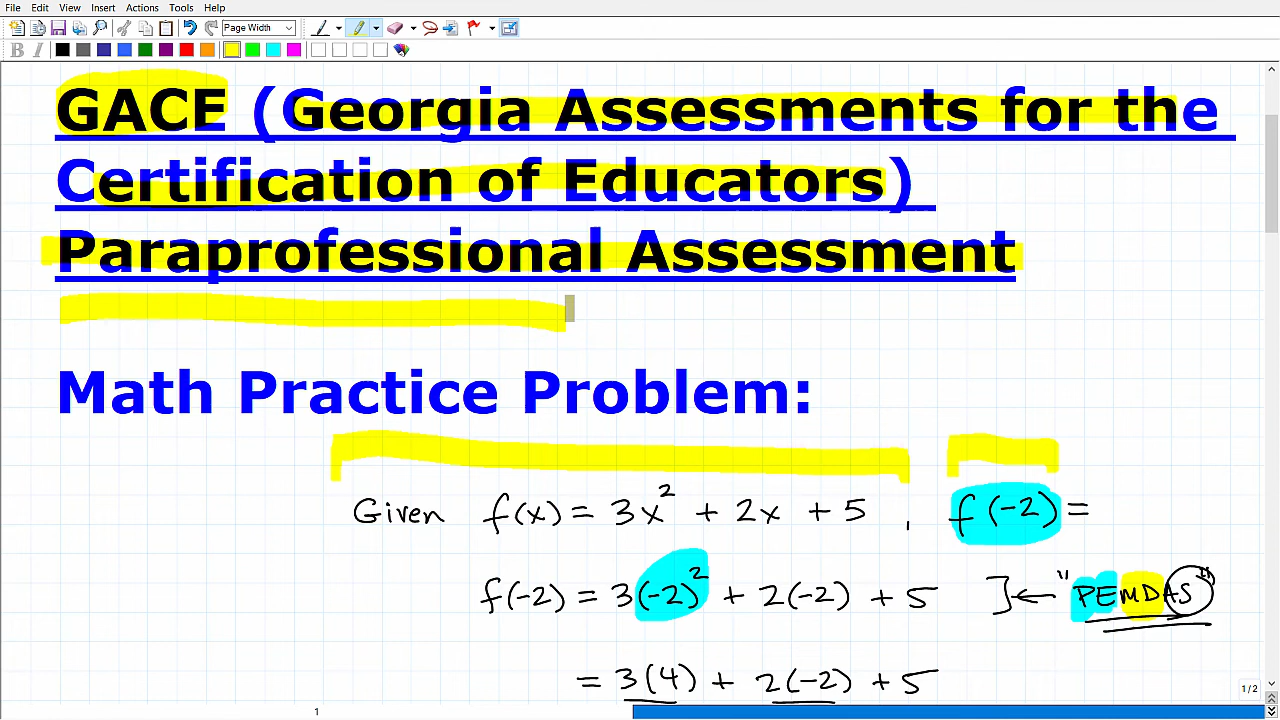 File Edit View Insert Actions Tools Help
Page Width
B I
GACE (Georgia Assessments for the
Certification of Educators)
Paraprofessional Assessment
Math Practice Problem:
Given f(x) = 3x² + 2x + 5 , f(-2) =
f(-2) = 3(-2)² + 2(-2) + 5 ]← "PEMDAS"
= 3(4) + 2(-2) + 5
1/2
1